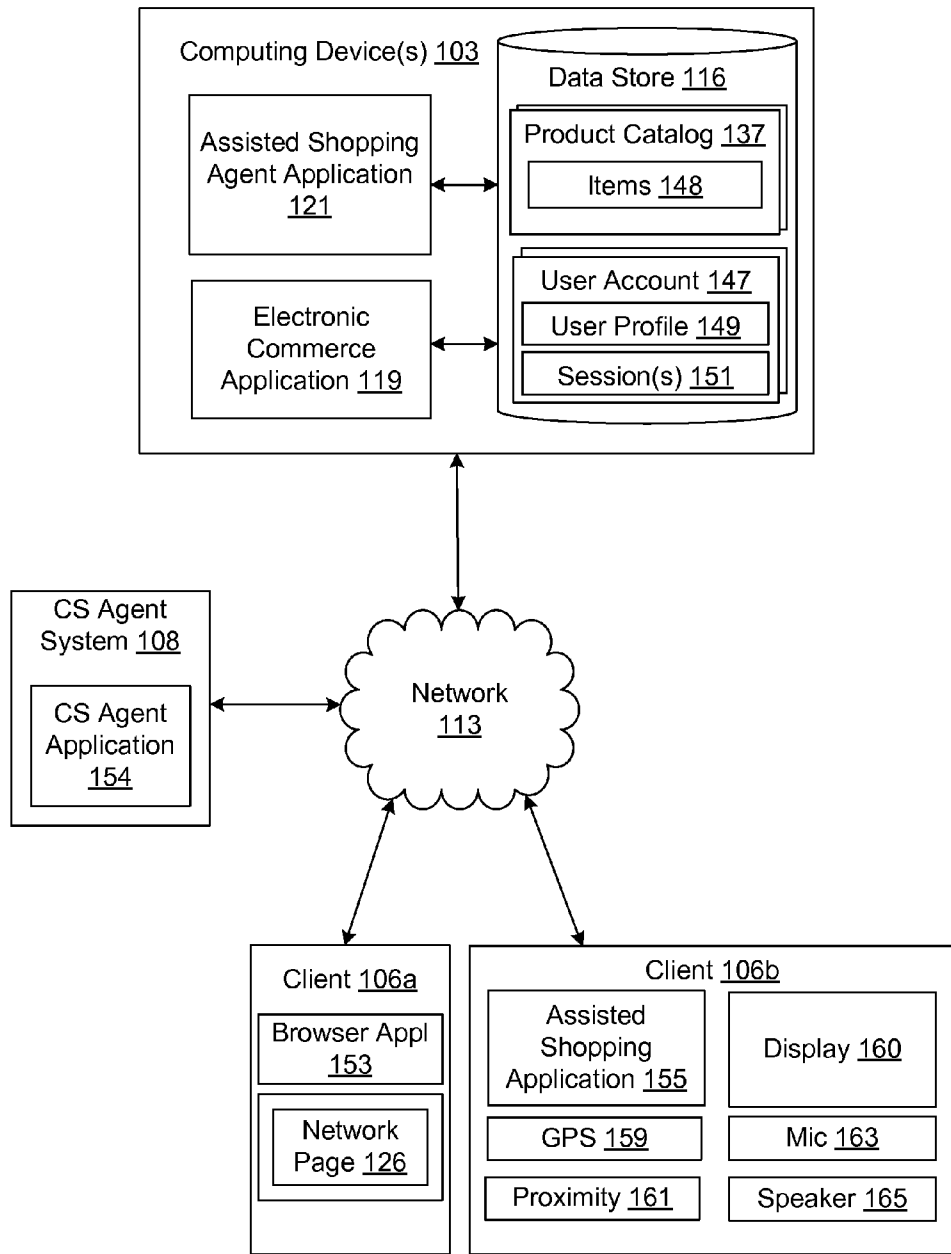 Computing Device(s) 103
Assisted Shopping
Agent Application
121
Electronic
Commerce
Application 119
Data Store 116
Product Catalog 137
Items 148
User Account 147
User Profile 149
Session(s) 151
CS Agent
System 108
CS Agent
Application
154
Network
113
Client 106a
Browser Appl
153
Network
Page 126
Client 106b
Assisted
Shopping
Application 155
Display 160
GPS 159
Mic 163
Proximity 161
Speaker 165